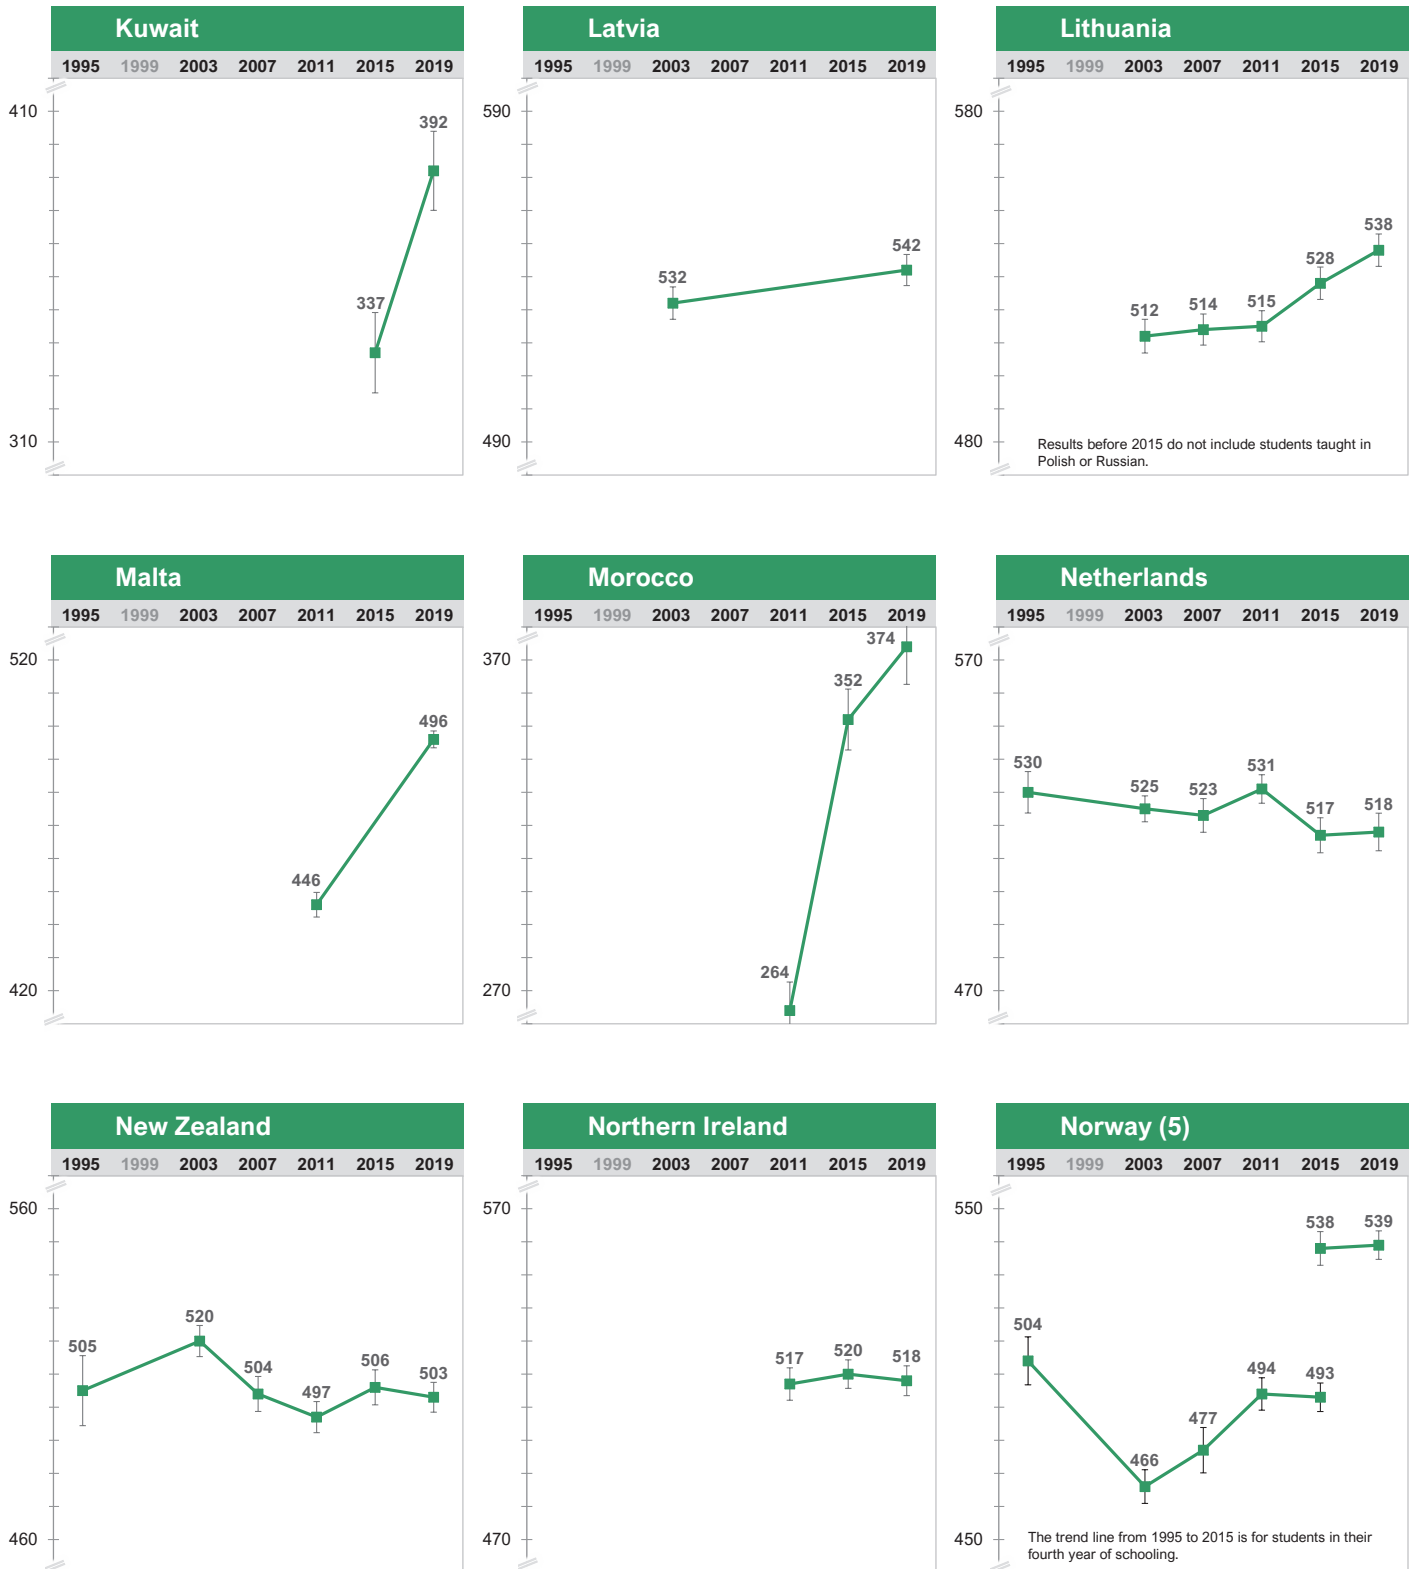 Kuwait
1995 1999 2003 2007 2011 2015 2019
410
392
337
310
Latvia
1995 1999 2003 2007 2011 2015 2019
590
542
532
490
Lithuania
1995 1999 2003 2007 2011 2015 2019
580
538
528
512 514 515
480
Results before 2015 do not include students taught in
Polish or Russian.
Malta
1995 1999 2003 2007 2011 2015 2019
520
496
446
420
Morocco
1995 1999 2003 2007 2011 2015 2019
374
370
352
264
270
Netherlands
1995 1999 2003 2007 2011 2015 2019
570
530 525 523 531 517 518
470
New Zealand
1995 1999 2003 2007 2011 2015 2019
560
505 520 504 497 506 503
460
Northern Ireland
1995 1999 2003 2007 2011 2015 2019
570
517 520 518
470
Norway (5)
1995 1999 2003 2007 2011 2015 2019
550
538 539
504 466 477 494 493
450
The trend line from 1995 to 2015 is for students in their
fourth year of schooling.